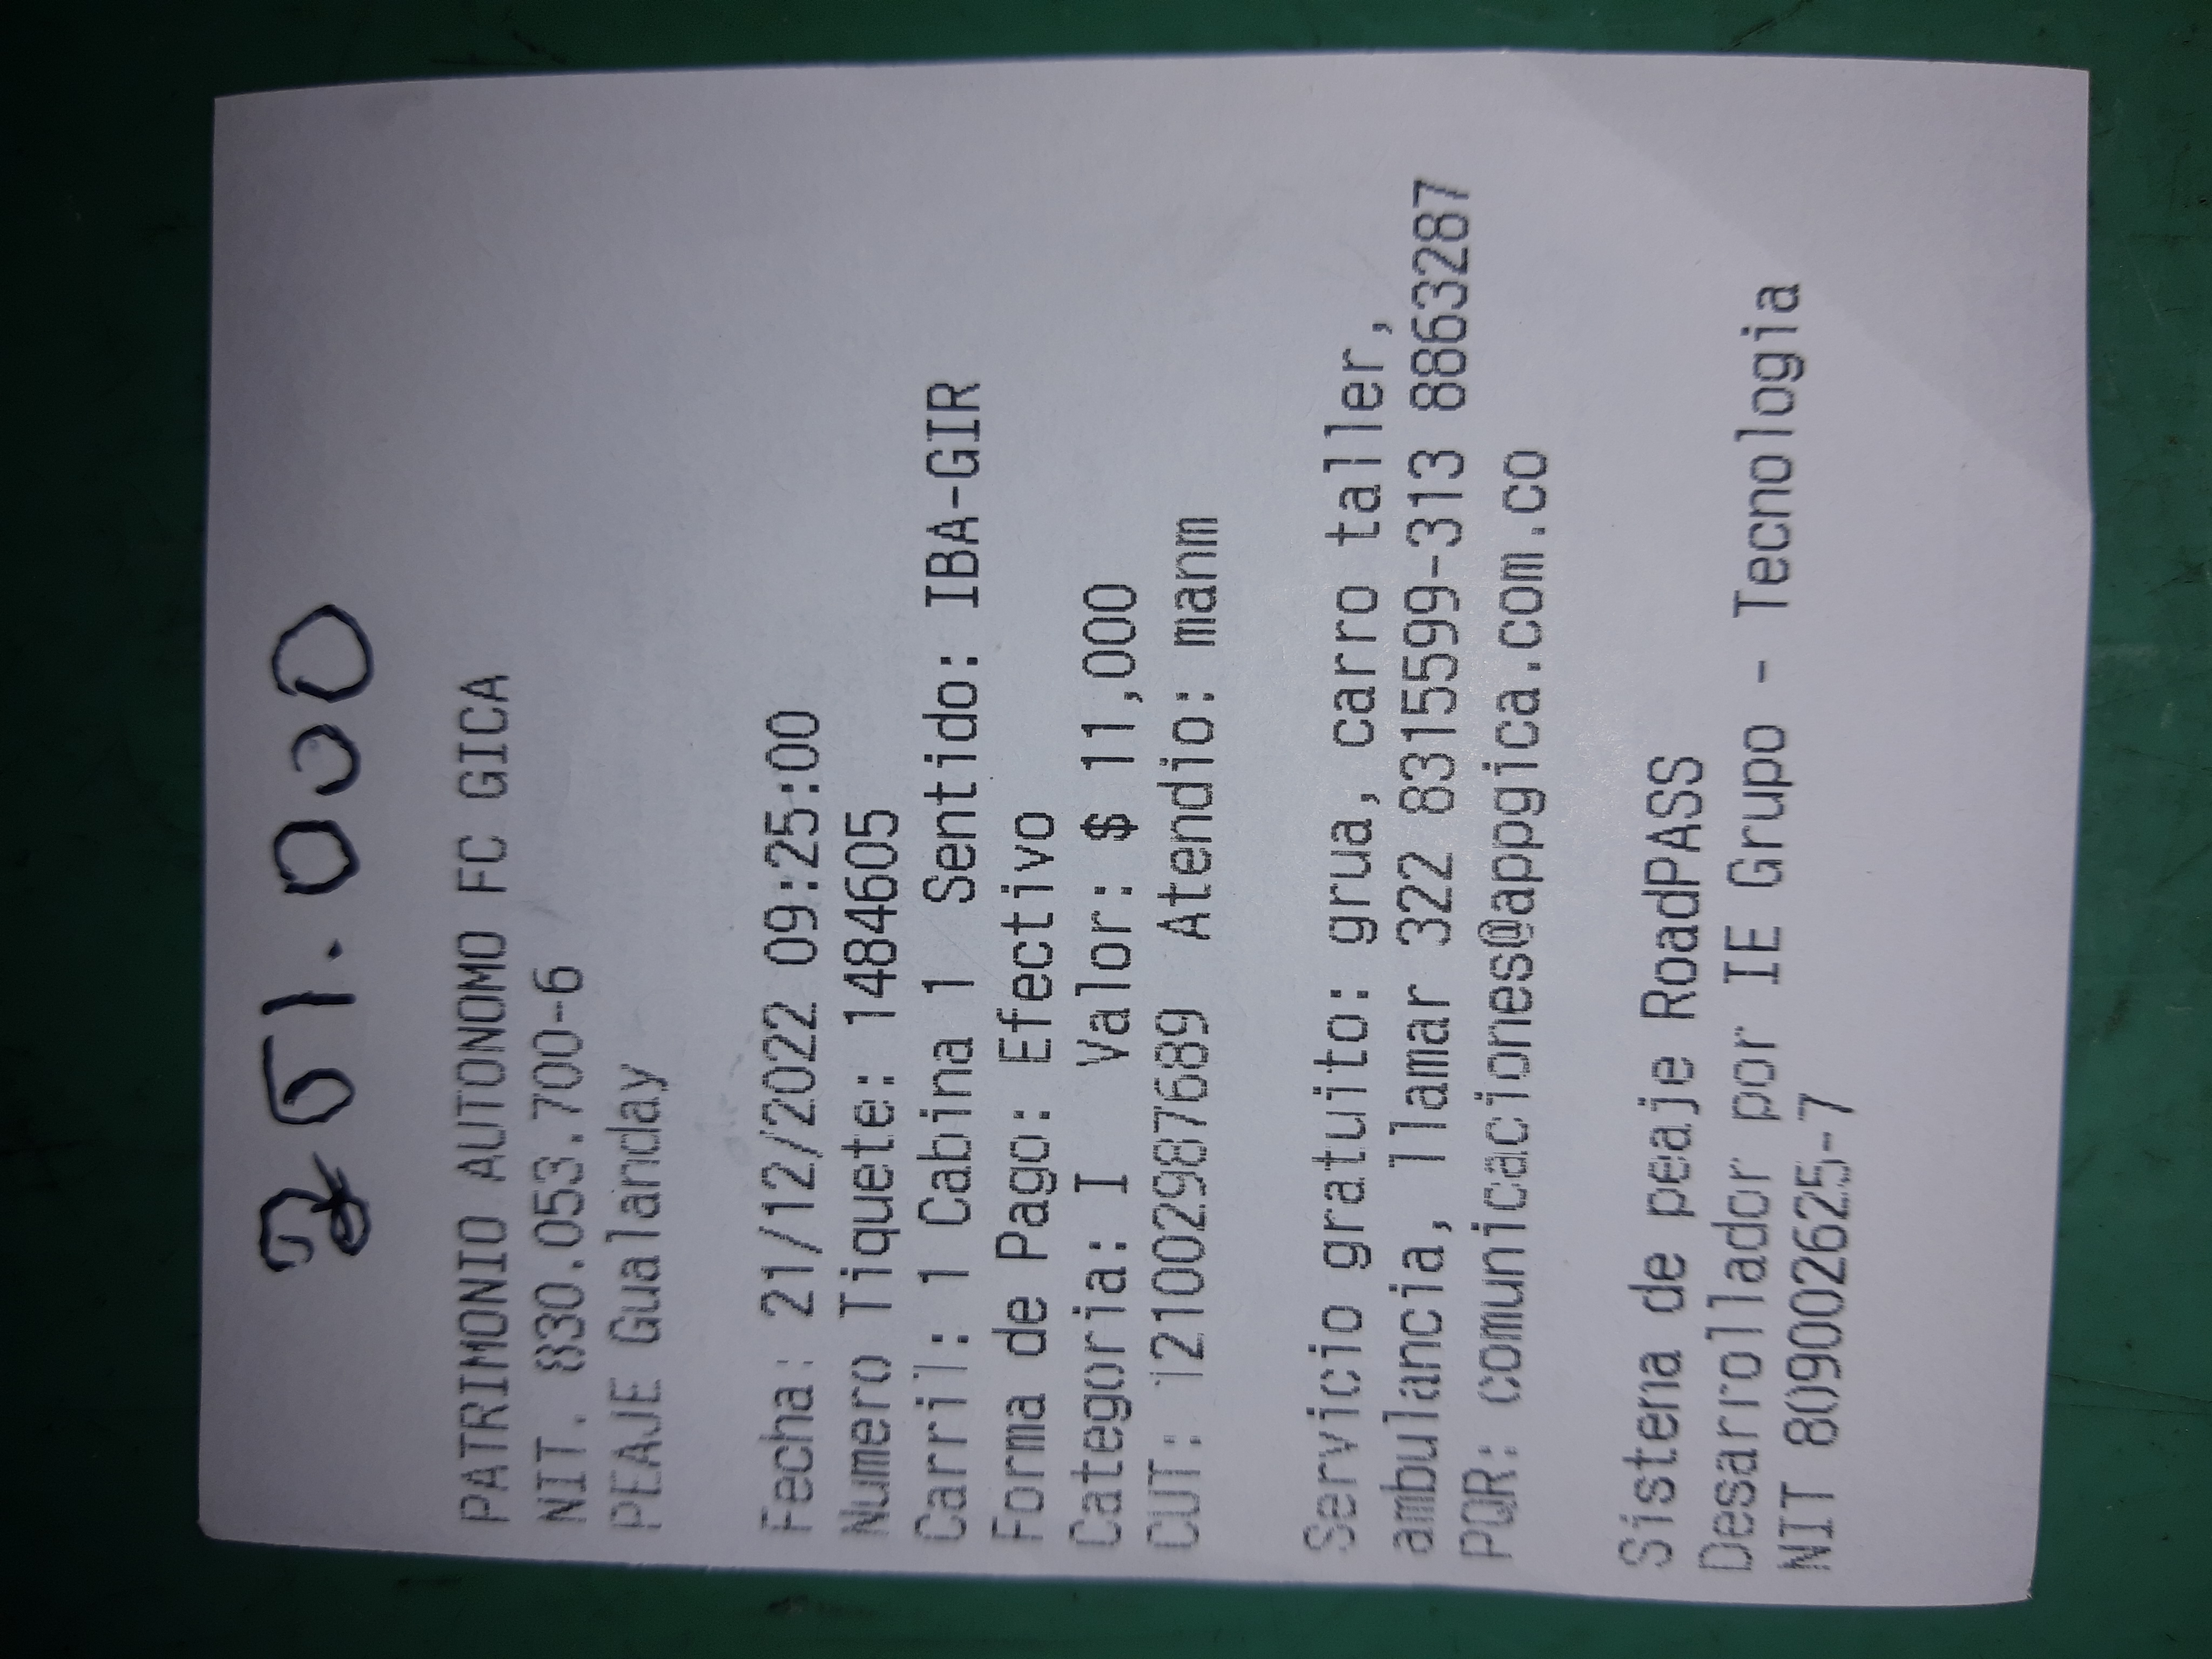 251.000
PATRIMONIO AUTONOMO FC GICA
NIT. 830.053.700-6
PEAJE Gualanday
Fecha: 21/12/2022 09:25:00
Numero Tiquete: 1484605
Carril: 1 Cabina 1 Sentido: IBA-GIR
Forma de Pago: Efectivo
Categoria: I Valor: $ 11,000
CUT: 121002987689 Atendio: manm
Servicio gratuito: grua, carro taller,
ambulancia, llamar 322 8315599-313 8863287
PQR: comunicaciones@appgica.com.co
Sistema de peaje RoadPASS
Desarrollador por IE Grupo - Tecnologia
NIT 809002625-7